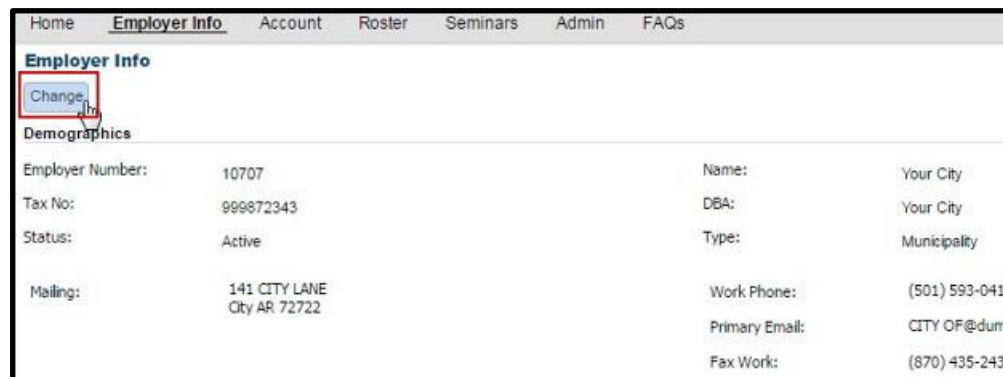 Home Employer Info Account Roster Seminars Admin FAQs
Employer Info
Change
Demographics
Employer Number: 10707 Name: Your City
Tax No: 999872343 DBA: Your City
Status: Active Type: Municipality
Mailing: 141 CITY LANE Work Phone: (501) 593-041
City AR 72722
Primary Email: CITY OF@dum
Fax Work: (870) 435-243